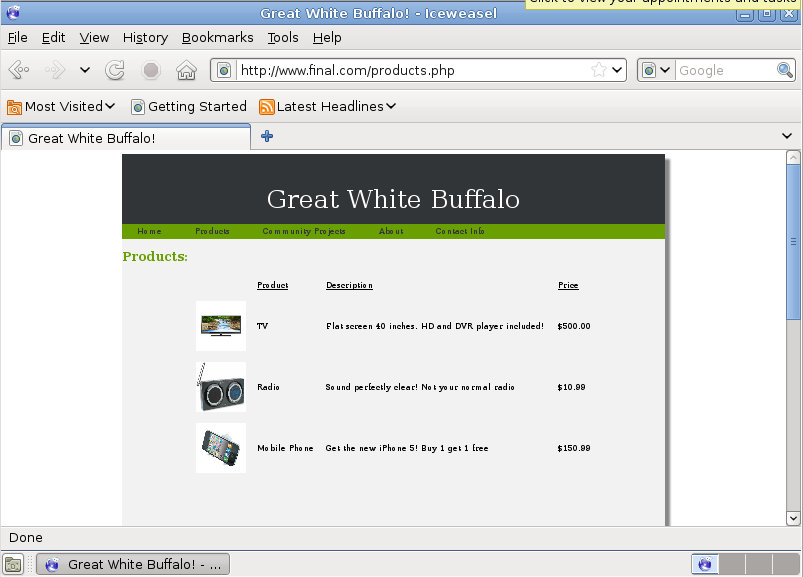 Click to view your appointments and tasks
Great White Buffalo! - Iceweasel
File Edit View History Bookmarks Tools Help
http://www.final.com/products.php Google
Most Visited Getting Started Latest Headlines
Great White Buffalo!
Great White Buffalo
Home Products Community Projects About Contact Info
Products:
Product Description Price
TV Flat screen 40 inches. HD and DVR player included! $500.00
Radio Sound perfectly clear! Not your normal radio $10.99
Mobile Phone Get the new iPhone 5! Buy 1 get 1 free $150.99
Done
Great White Buffalo! - ...